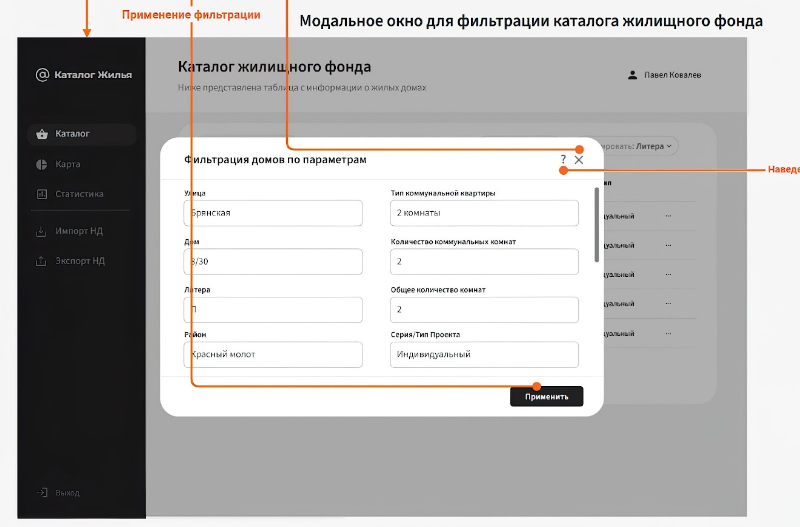 Применение фильтрации
Модальное окно для фильтрации каталога жилищного фонда
@ Каталог Жилья
Каталог жилищного фонда
Ниже представлена таблица с информации о жилых домах
Павел Ковалев
Каталог
Карта
Статистика
Импорт НД
Экспорт НД
Выход
ировать: Литера
Фильтрация домов по параметрам
?
Наведе
Улица
Брянская
Тип коммунальной квартиры
2 комнаты
Дом
8/30
Количество коммунальных комнат
2
Литера
П
Общее количество комнат
2
Район
Красный молот
Серия/Тип Проекта
Индивидуальный
Применить
ип
дуальный ...
дуальный ...
дуальный ...
дуальный ...
дуальный ...